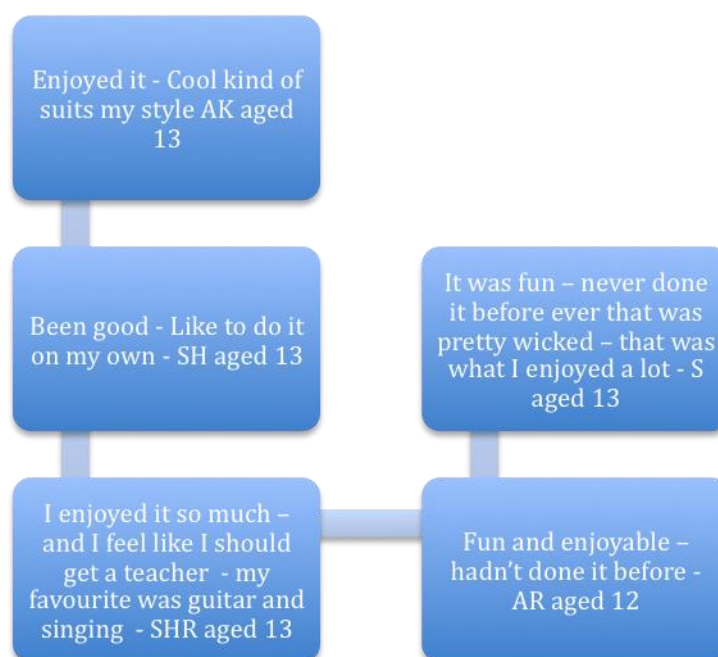 Enjoyed it - Cool kind of
suits my style AK aged
13
Been good - Like to do it
on my own - SH aged 13
I enjoyed it so much –
and I feel like I should
get a teacher - my
favourite was guitar and
singing - SHR aged 13
Fun and enjoyable –
hadn't done it before -
AR aged 12
It was fun – never done
it before ever that was
pretty wicked – that was
what I enjoyed a lot - S
aged 13